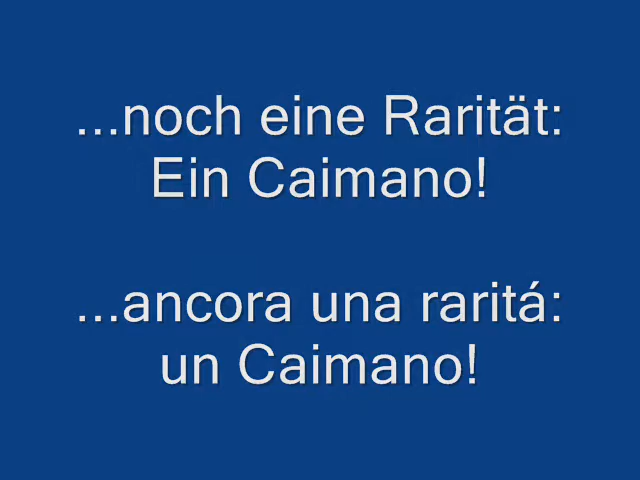 ...noch eine Rarität:
Ein Caimano!
...ancora una raritá:
un Caimano!